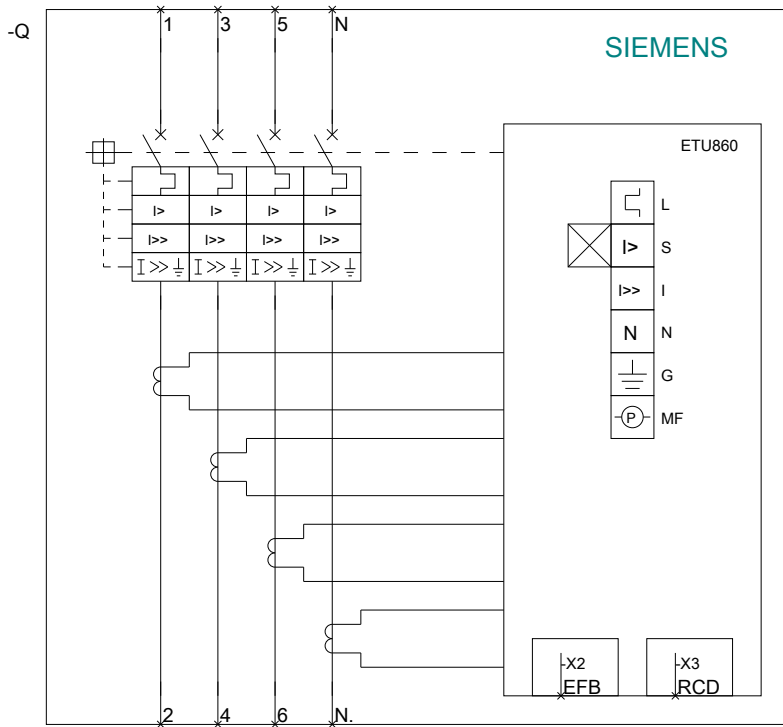 -Q
1 3 5 N
SIEMENS
ETU860
L
I> I> I> I>
I> S
I>> I>> I>> I>>
I>> I
I >> I >> I >> I >>
N N
G
P MF
-X2 -X3
EFB RCD
2 4 6 N.